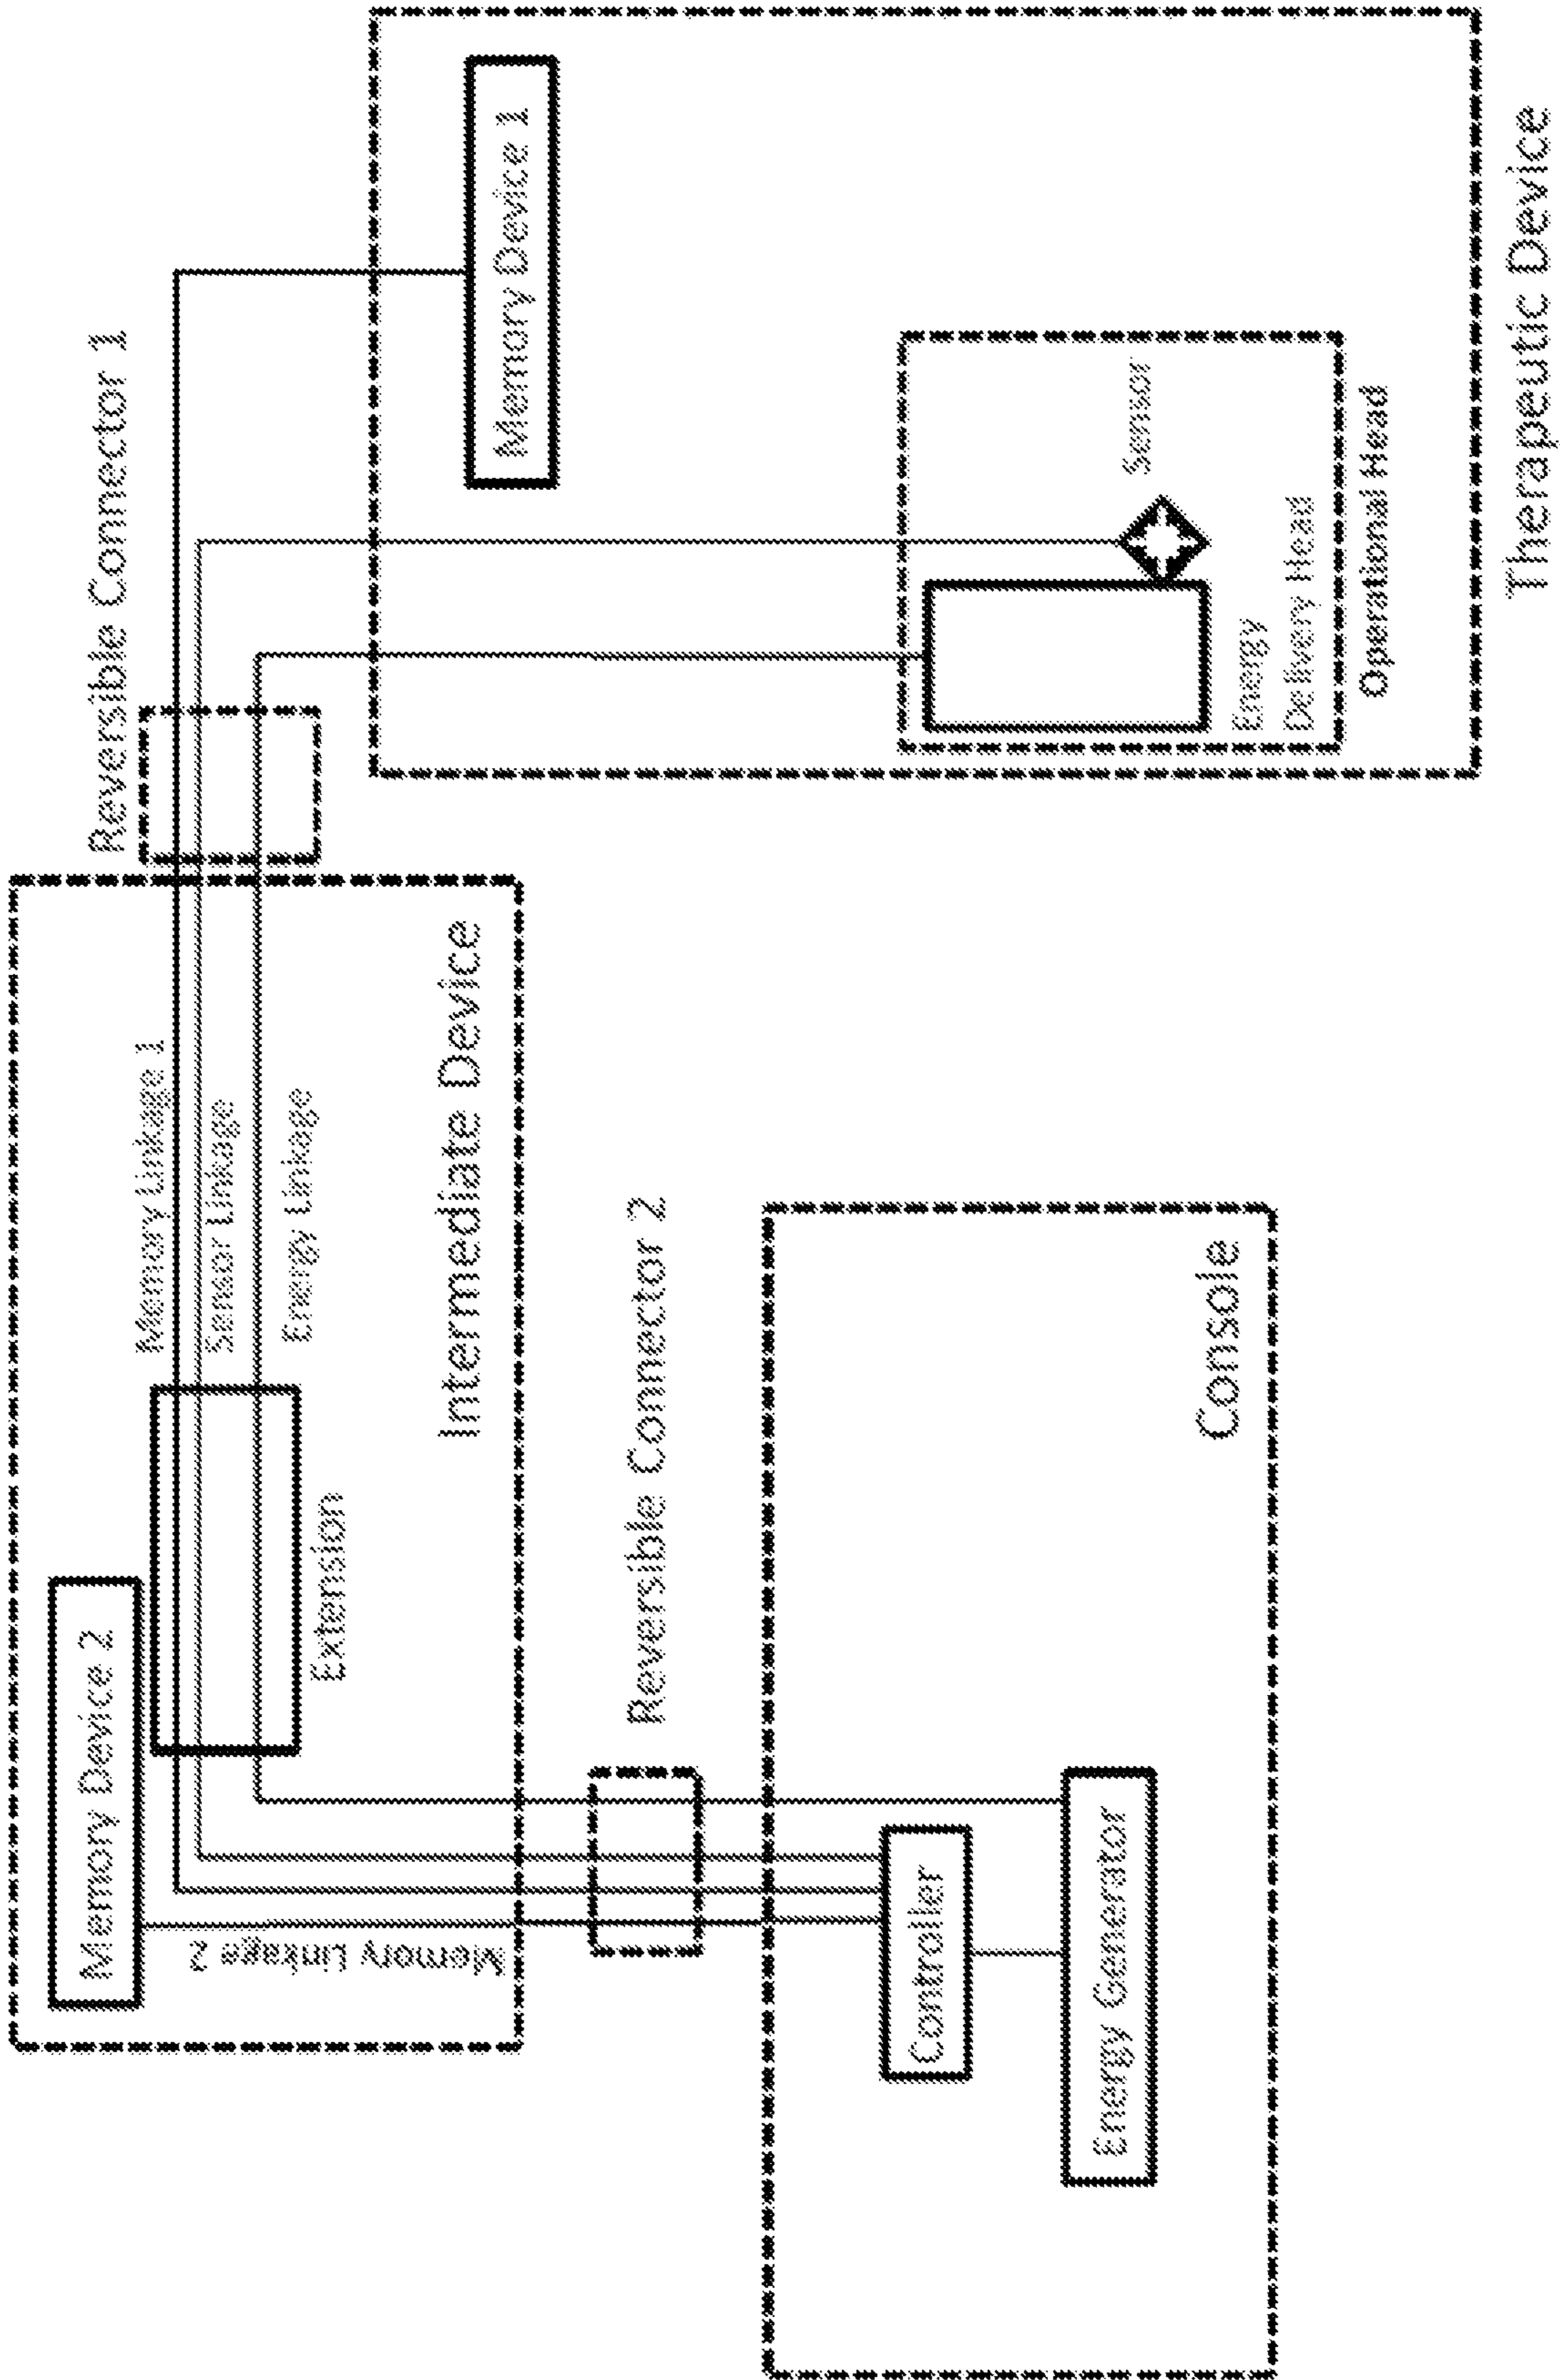 Memory Device 2
Extension
Memory Linkage 1
Sensor Linkage
Energy Linkage
Memory Linkage 2
Intermediate Device
Reversible Connector 1
Reversible Connector 2
Memory Device 1
Sensor
Energy
Delivery Head
Operational Head
Therapeutic Device
Controller
Energy Generator
Console